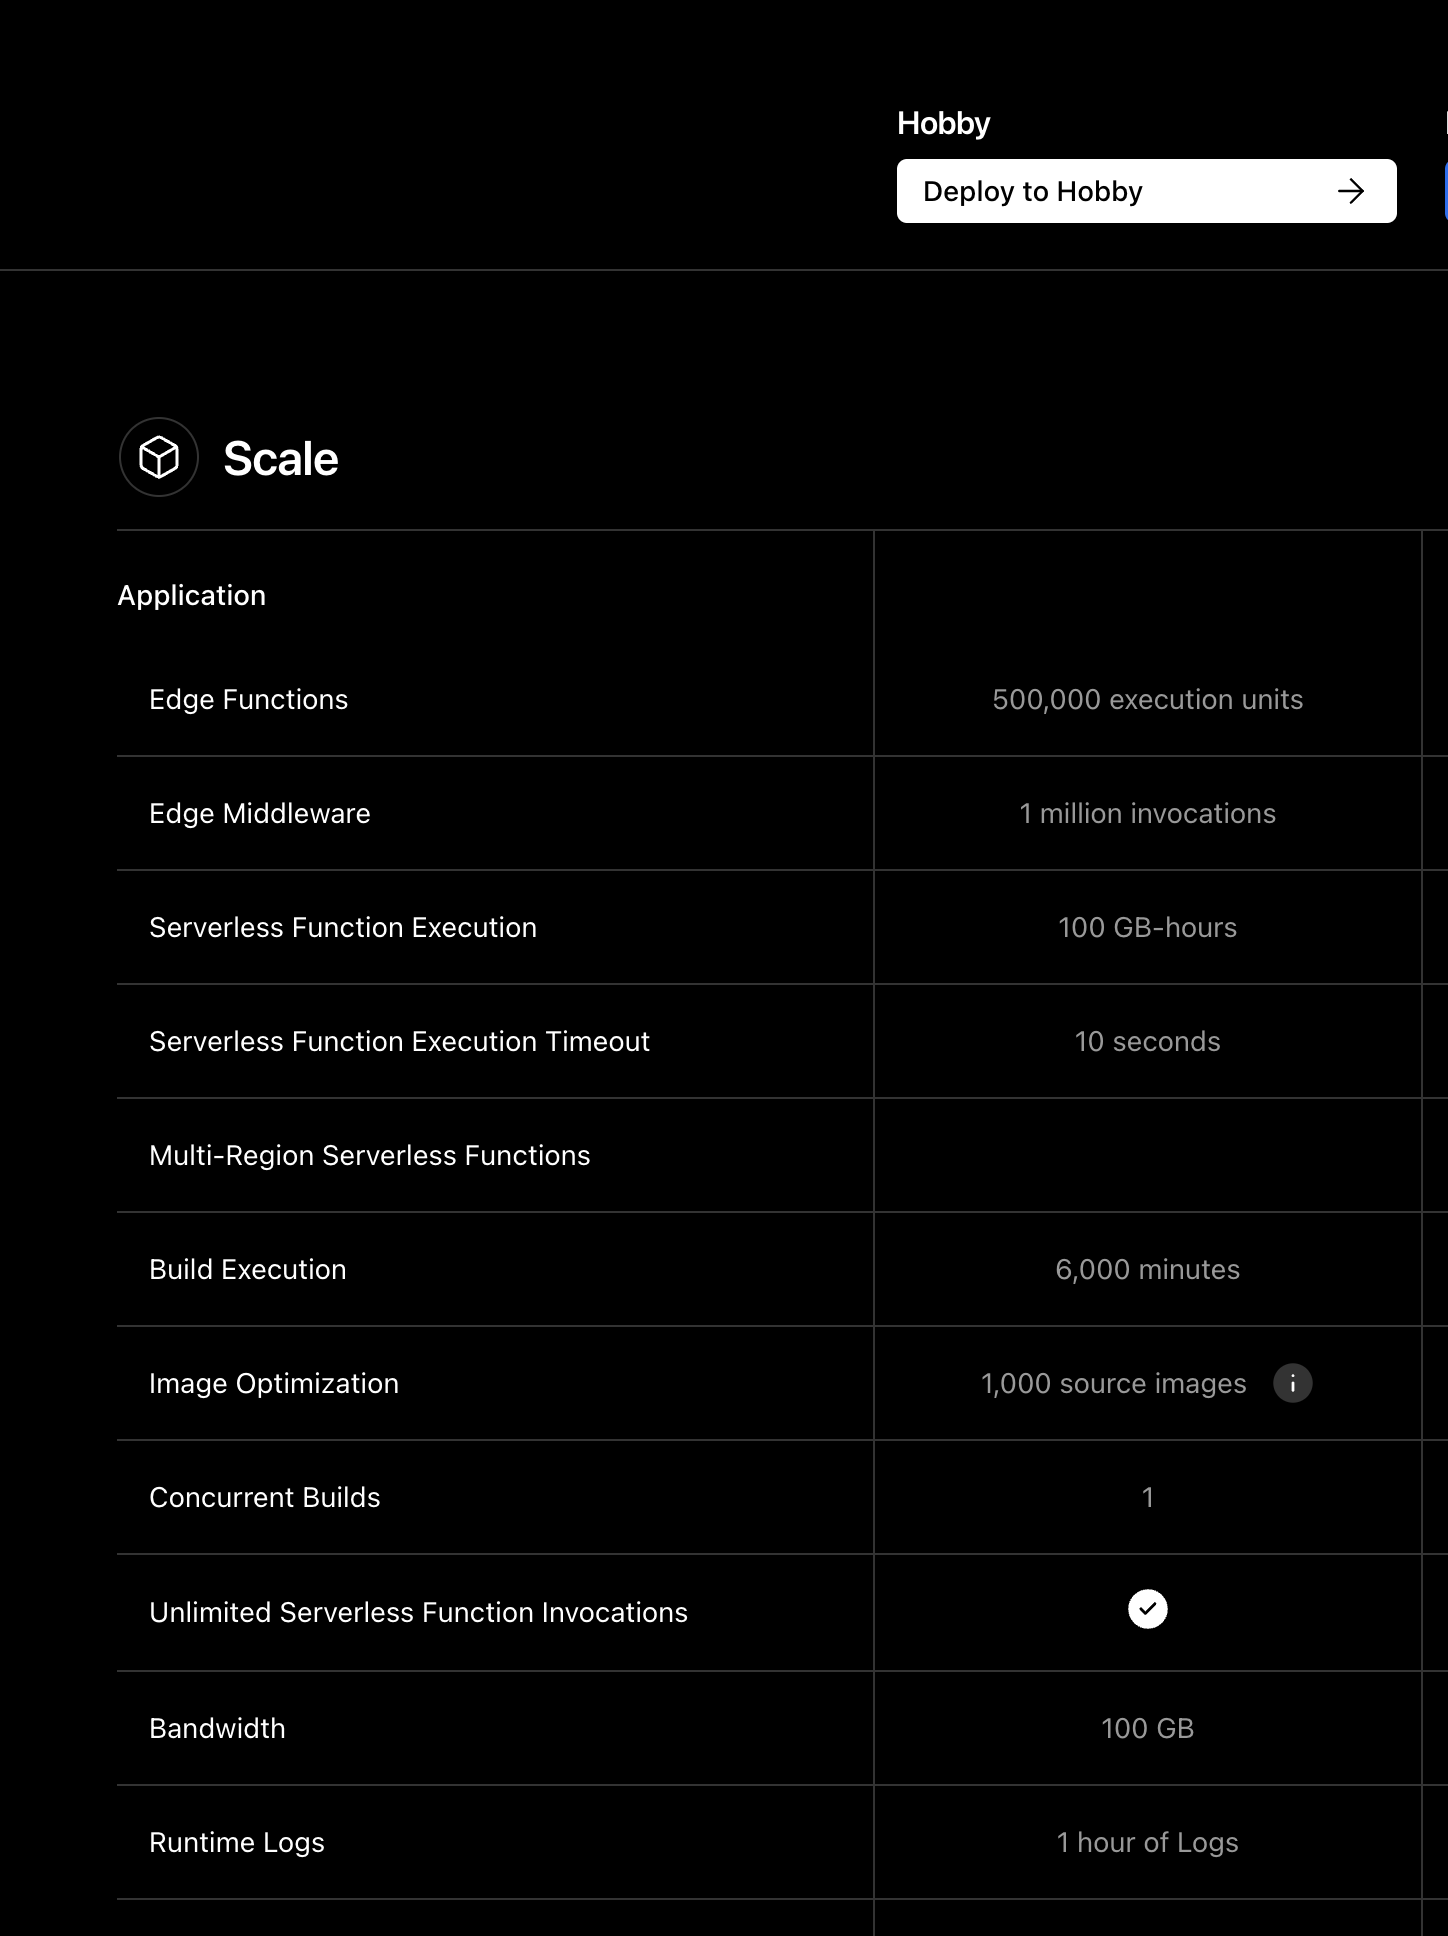 Hobby
Deploy to Hobby
Scale
Application
Edge Functions
500,000 execution units
Edge Middleware
1 million invocations
Serverless Function Execution
100 GB-hours
Serverless Function Execution Timeout
10 seconds
Multi-Region Serverless Functions
Build Execution
6,000 minutes
Image Optimization
1,000 source images
Concurrent Builds
1
Unlimited Serverless Function Invocations
Bandwidth
100 GB
Runtime Logs
1 hour of Logs